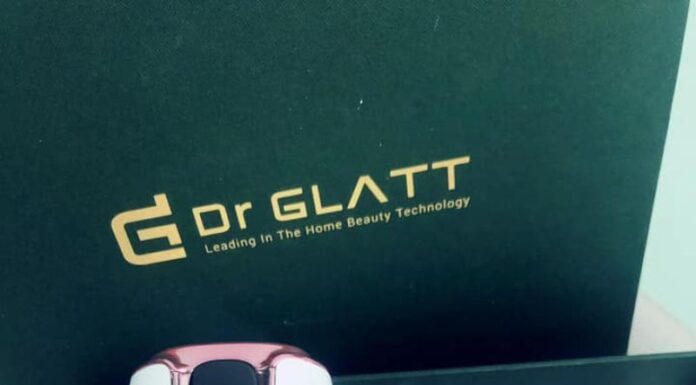 Dr GLATT
Leading In The Home Beauty Technology